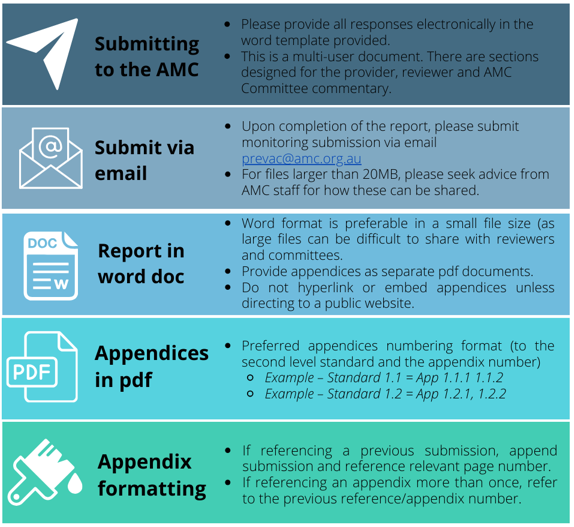 Submitting
to the AMC
• Please provide all responses electronically in the
word template provided.
• This is a multi-user document. There are sections
designed for the provider, reviewer and AMC
Committee commentary.
@
Submit via
email
• Upon completion of the report, please submit
monitoring submission via email
prevac@amc.org.au
• For files larger than 20MB, please seek advice from
AMC staff for how these can be shared.
DOC
W
Report in
word doc
• Word format is preferable in a small file size (as
large files can be difficult to share with reviewers
and committees.
• Provide appendices as separate pdf documents.
• Do not hyperlink or embed appendices unless
directing to a public website.
PDF
Appendices
in pdf
• Preferred appendices numbering format (to the
second level standard and the appendix number)
○ Example – Standard 1.1 = App 1.1.1 1.1.2
○ Example – Standard 1.2 = App 1.2.1, 1.2.2
Appendix
formatting
• If referencing a previous submission, append
submission and reference relevant page number.
• If referencing an appendix more than once, refer
to the previous reference/appendix number.